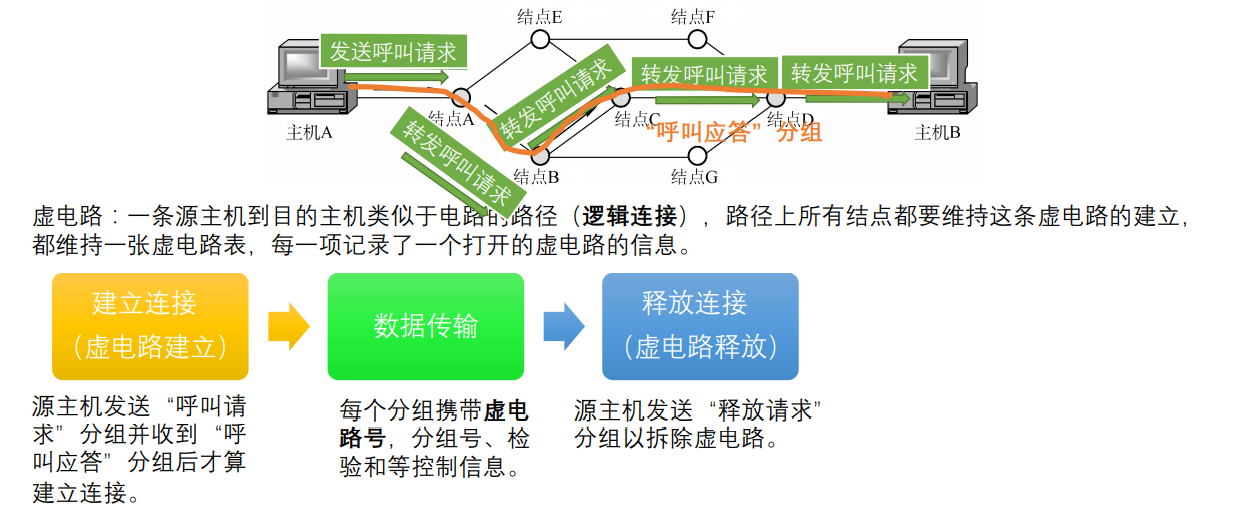 结点E
结点F
发送呼叫请求
转发呼叫请求
转发呼叫请求
转发呼叫请求
转发呼叫请求
主机A
结点A
结点C
结点D
主机B
“呼叫应答”分组
结点B
结点G
虚电路：一条源主机到目的主机类似于电路的路径（逻辑连接），路径上所有结点都要维持这条虚电路的建立，
都维持一张虚电路表，每一项记录了一个打开的虚电路的信息。
建立连接
（虚电路建立）
数据传输
释放连接
（虚电路释放）
源主机发送“呼叫请
求”分组并收到“呼
叫应答”分组后才算
建立连接。
每个分组携带虚电
路号，分组号、检
验和等控制信息。
源主机发送“释放请求”
分组以拆除虚电路。